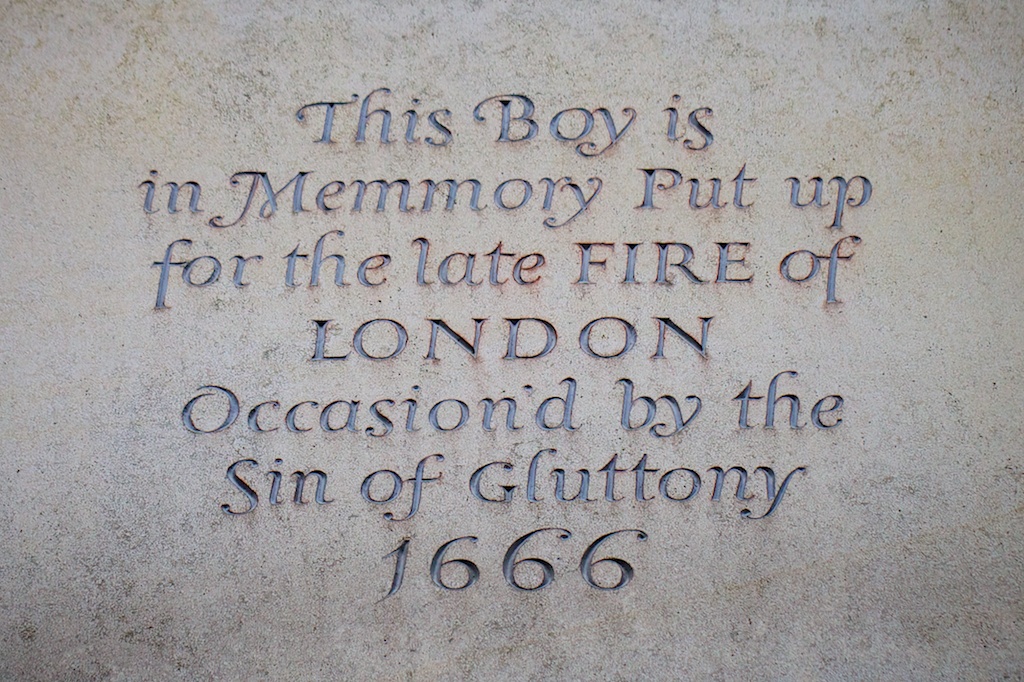 This Boy is
in Memmory Put up
for the late FIRE of
LONDON
Occasion'd by the
Sin of Gluttony
1666